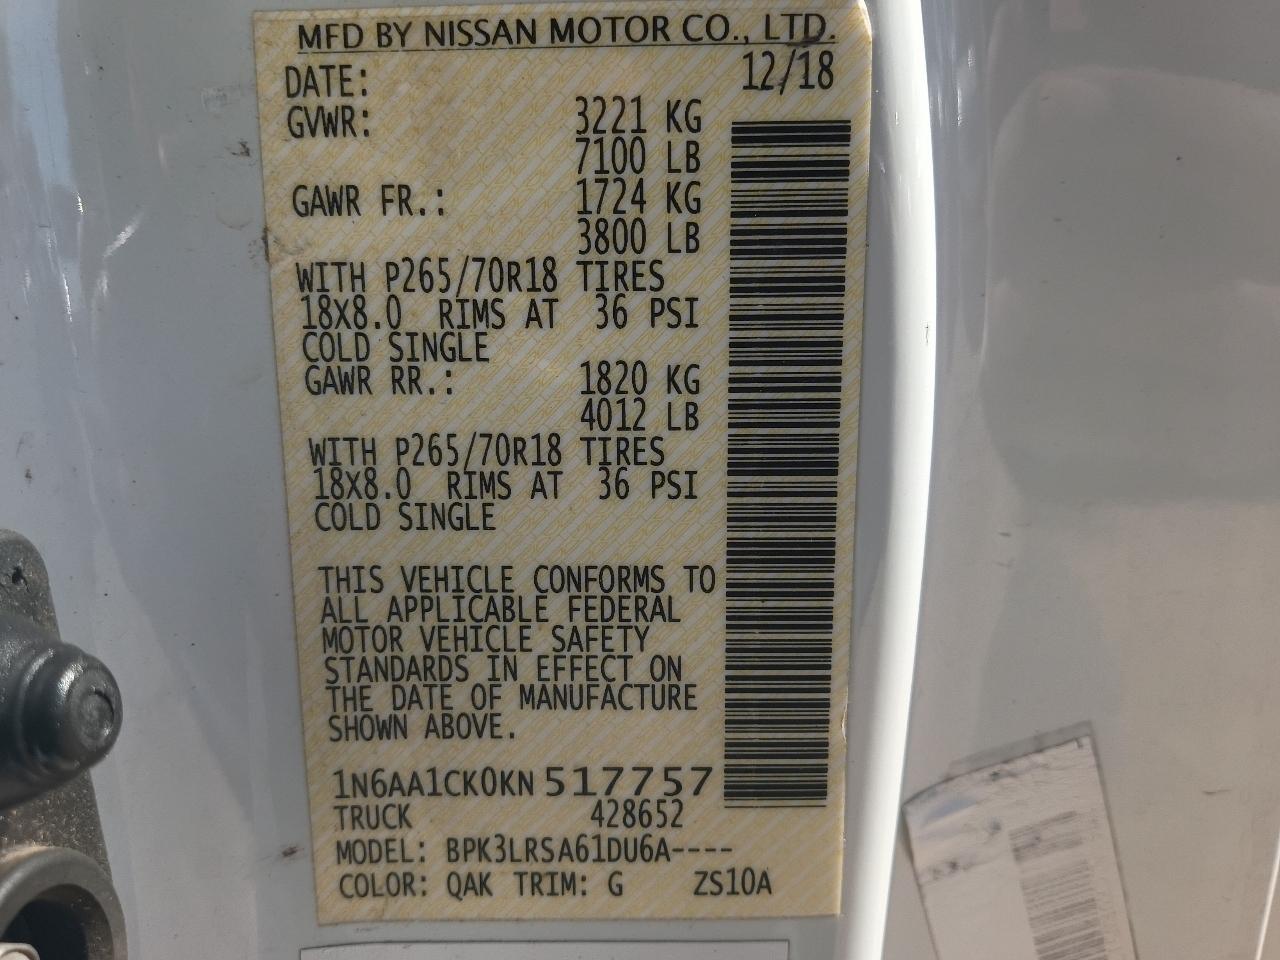 MFD BY NISSAN MOTOR CO., LTD.
DATE: 12/18
GVWR: 3221 KG
7100 LB
GAWR FR.: 1724 KG
3800 LB
WITH P265/70R18 TIRES
18X8.0 RIMS AT 36 PSI
COLD SINGLE
GAWR RR.: 1820 KG
4012 LB
WITH P265/70R18 TIRES
18X8.0 RIMS AT 36 PSI
COLD SINGLE
THIS VEHICLE CONFORMS TO
ALL APPLICABLE FEDERAL
MOTOR VEHICLE SAFETY
STANDARDS IN EFFECT ON
THE DATE OF MANUFACTURE
SHOWN ABOVE.
1N6AA1CK0KN517757
TRUCK 428652
MODEL: BPK3LRSA61DU6A----
COLOR: QAK TRIM: G ZS10A